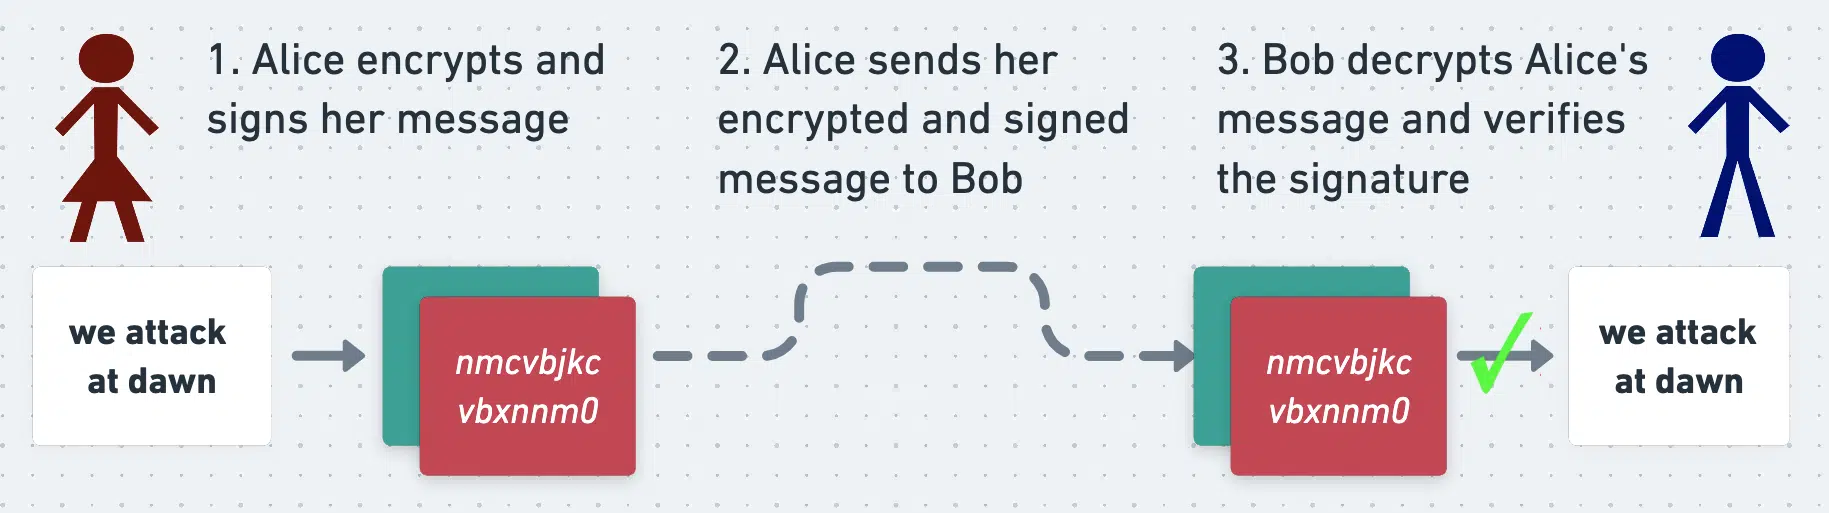 1. Alice encrypts and
signs her message
2. Alice sends her
encrypted and signed
message to Bob
3. Bob decrypts Alice's
message and verifies
the signature
we attack
at dawn
nmcvbjkc
vbxnnm0
nmcvbjkc
vbxnnm0
we attack
at dawn